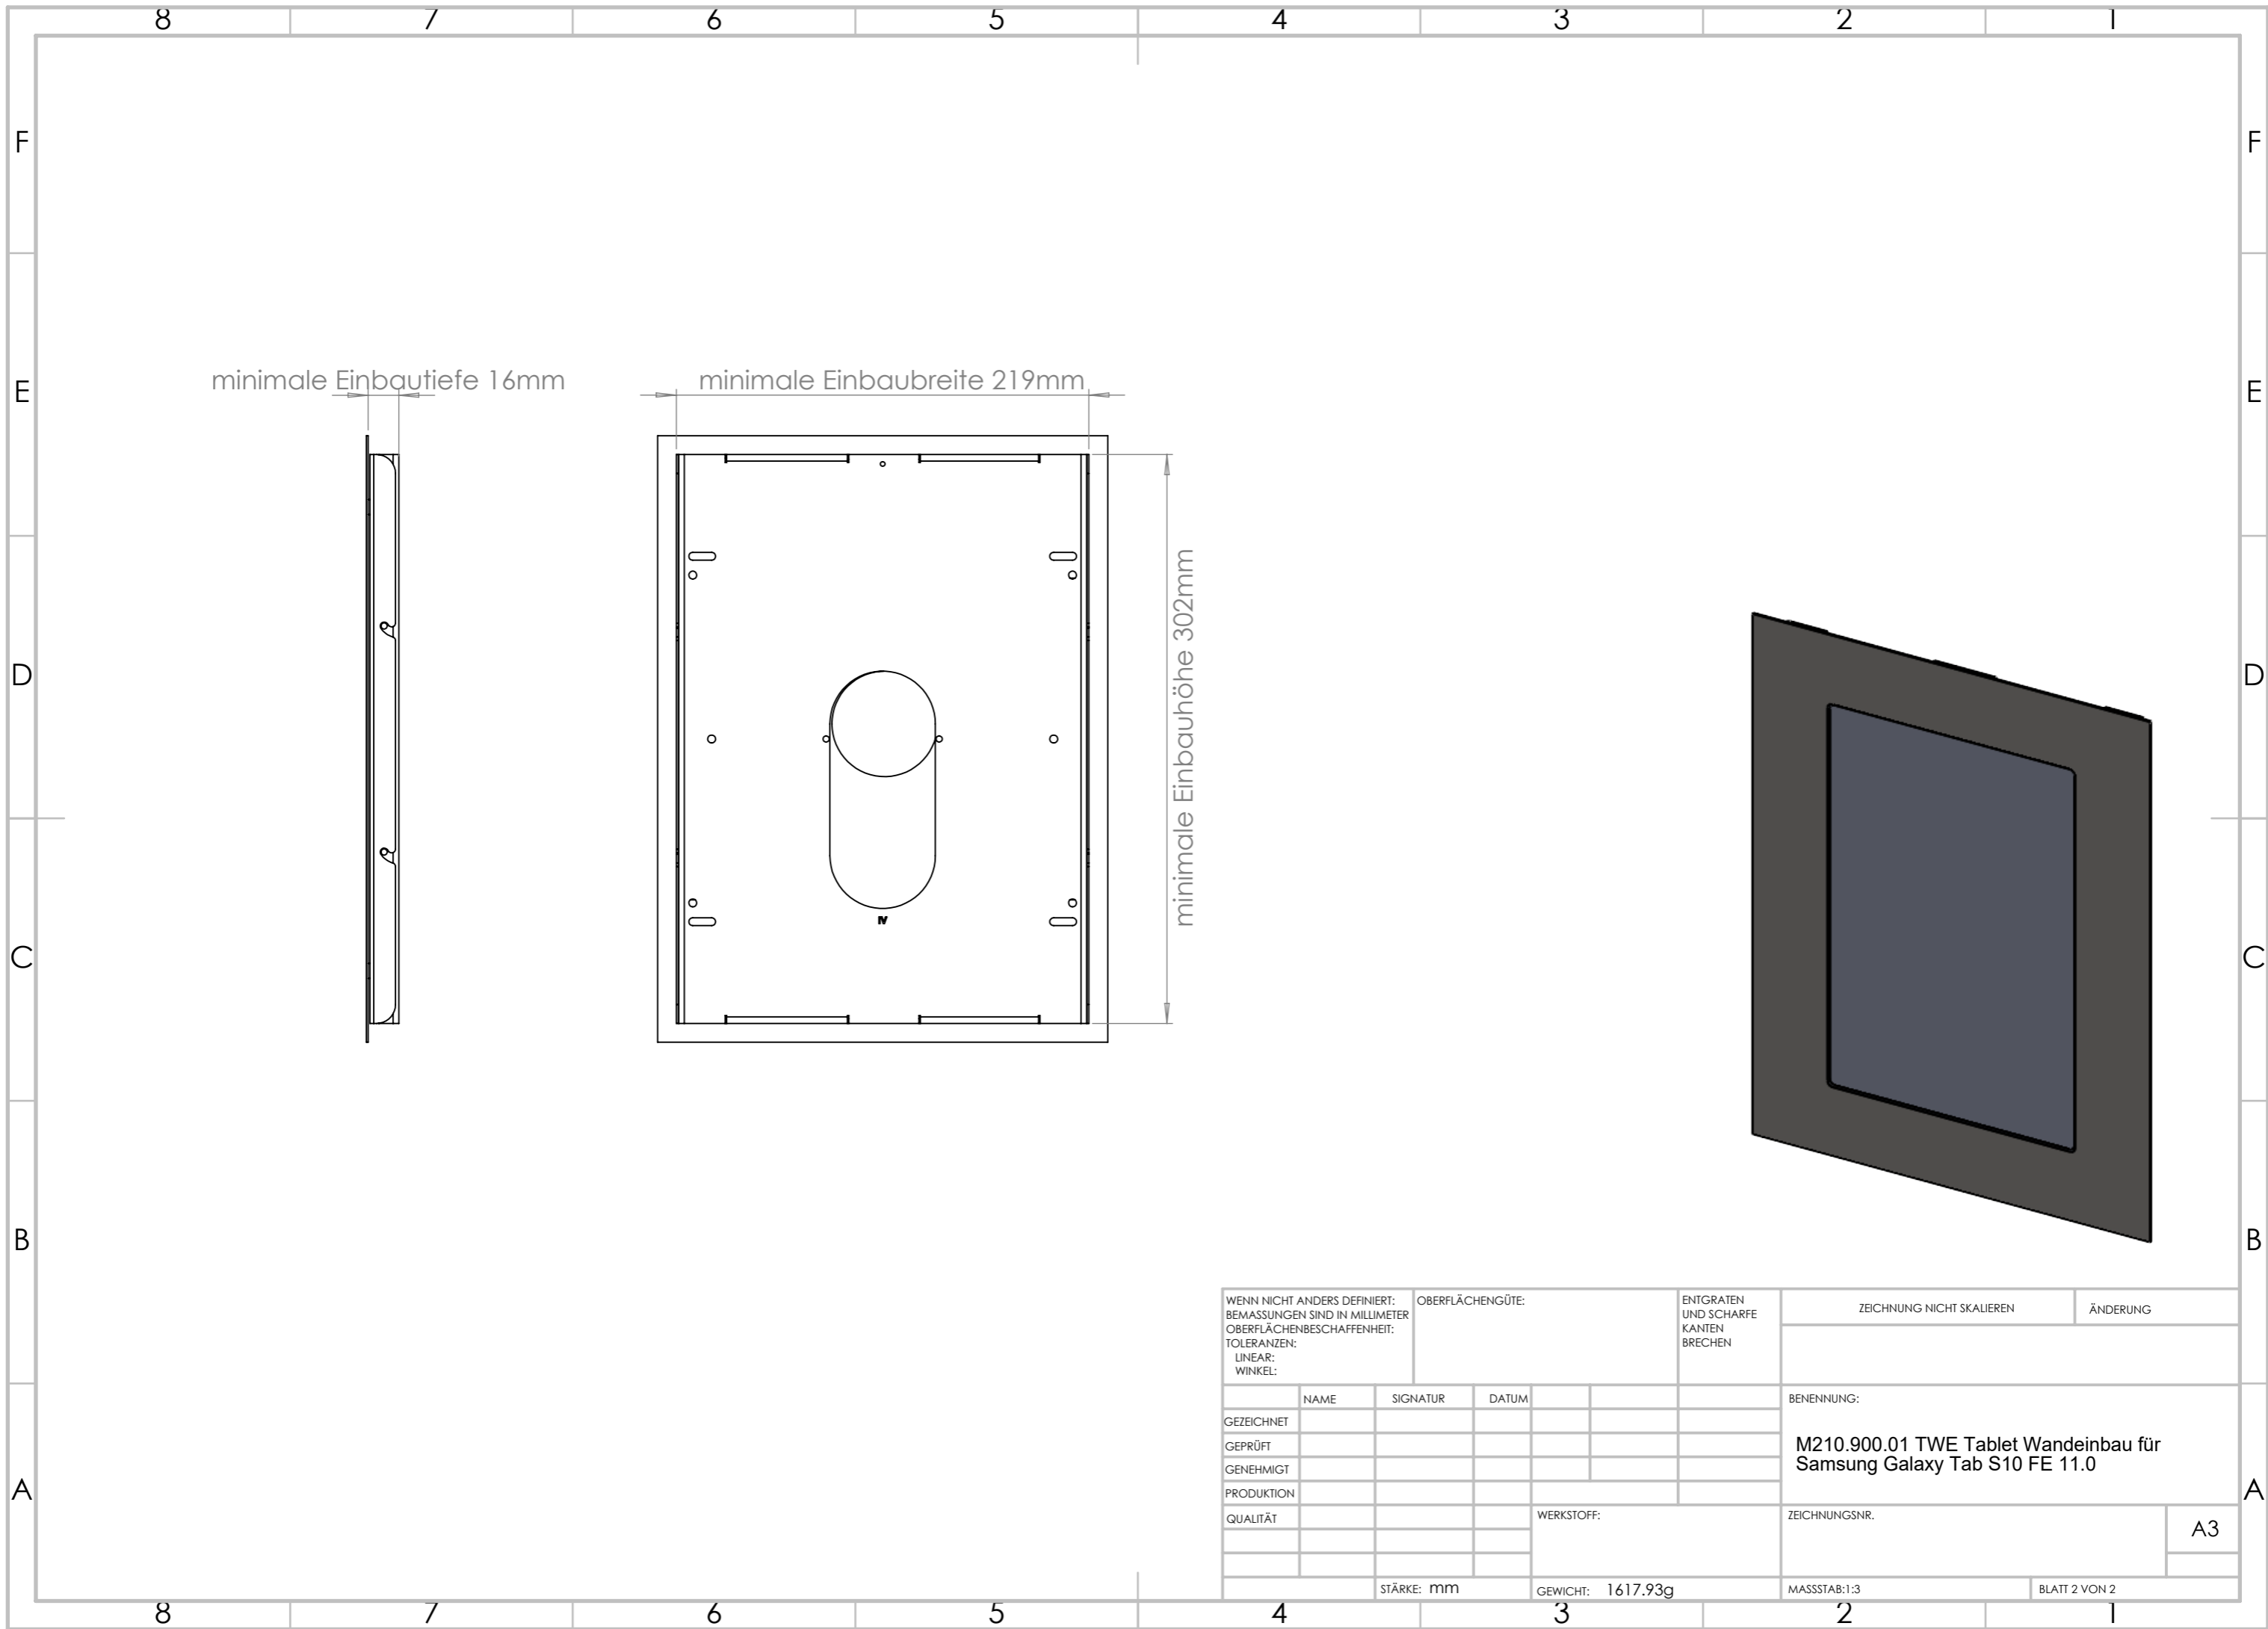 8 7 6 5 4 3 2 1
F F
minimale Einbautiefe 16mm
minimale Einbaubreite 219mm
E E
minimale Einbauhöhe 302mm
D D
IV
C C
B B
WENN NICHT ANDERS DEFINIERT:
BEMASSUNGEN SIND IN MILLIMETER
OBERFLÄCHENBESCHAFFENHEIT:
TOLERANZEN:
LINEAR:
WINKEL:
OBERFLÄCHENGÜTE:
ENTGRATEN
UND SCHARFE
KANTEN
BRECHEN
ZEICHNUNG NICHT SKALIEREN
ÄNDERUNG
NAME SIGNATUR DATUM
GEZEICHNET
GEPRÜFT
GENEHMIGT
PRODUKTION
QUALITÄT
BENENNUNG:
M210.900.01 TWE Tablet Wandeinbau für
Samsung Galaxy Tab S10 FE 11.0
A A
WERKSTOFF:
ZEICHNUNGSNR.
A3
STÄRKE: mm
GEWICHT: 1617.93g
MASSSTAB:1:3
BLATT 2 VON 2
8 7 6 5 4 3 2 1